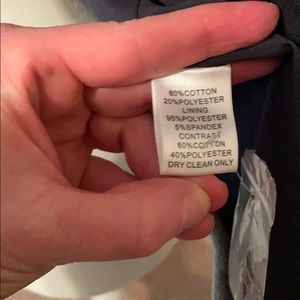 80%COTTON
20%POLYESTER
LINING
95%POLYESTER
5%SPANDEX
CONTRAST
60%COTTON
40%POLYESTER
DRY CLEAN ONLY